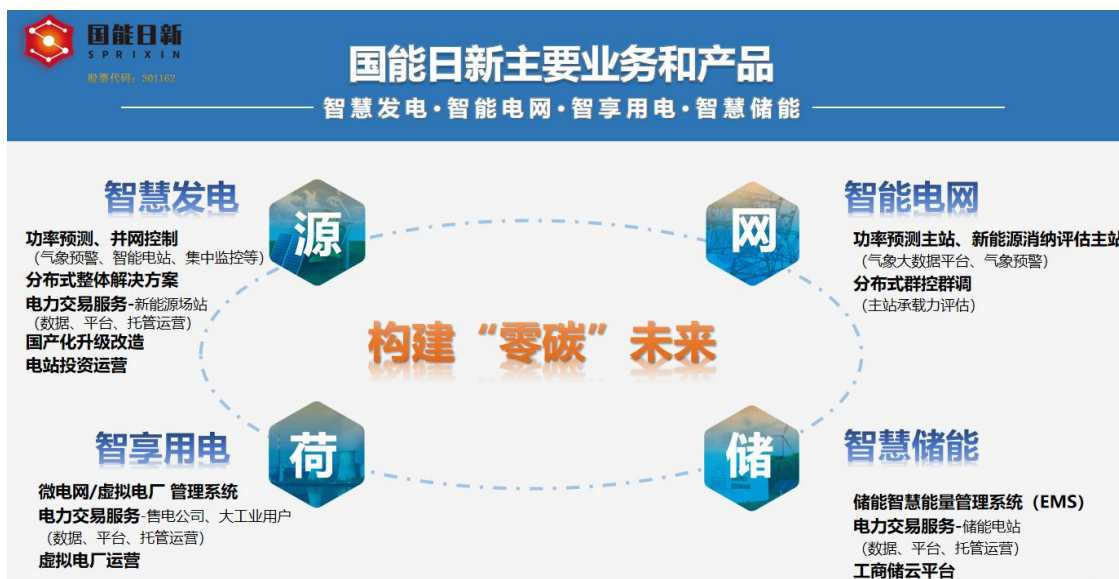 国能日新
SPRIXIN
股票代码：301162
国能日新主要业务和产品
智慧发电·智能电网·智享用电·智慧储能
智慧发电
源
功率预测、并网控制
（气象预警、智能电站、集中监控等）
分布式整体解决方案
电力交易服务-新能源场站
（数据、平台、托管运营）
国产化升级改造
电站投资运营
网
智能电网
功率预测主站、新能源消纳评估主站
（气象大数据平台、气象预警）
分布式群控群调
（主站承载力评估）
构建“零碳”未来
智享用电
荷
微电网/虚拟电厂 管理系统
电力交易服务-售电公司、大工业用户
（数据、平台、托管运营）
虚拟电厂运营
储
智慧储能
储能智慧能量管理系统（EMS）
电力交易服务-储能电站
（数据、平台、托管运营）
工商储云平台